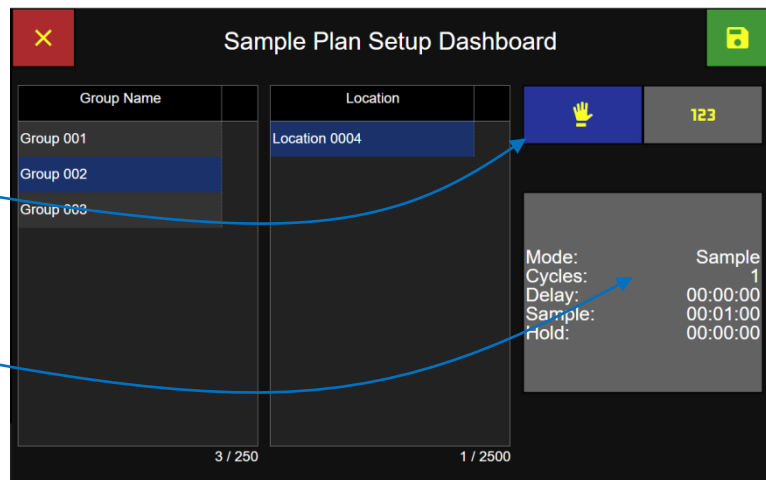 Sample Plan Setup Dashboard
Group Name
Group 001
Group 002
Group 003
3 / 250
Location
Location 0004
1 / 2500
123
Mode: Sample
Cycles: 1
Delay: 00:00:00
Sample: 00:01:00
Hold: 00:00:00